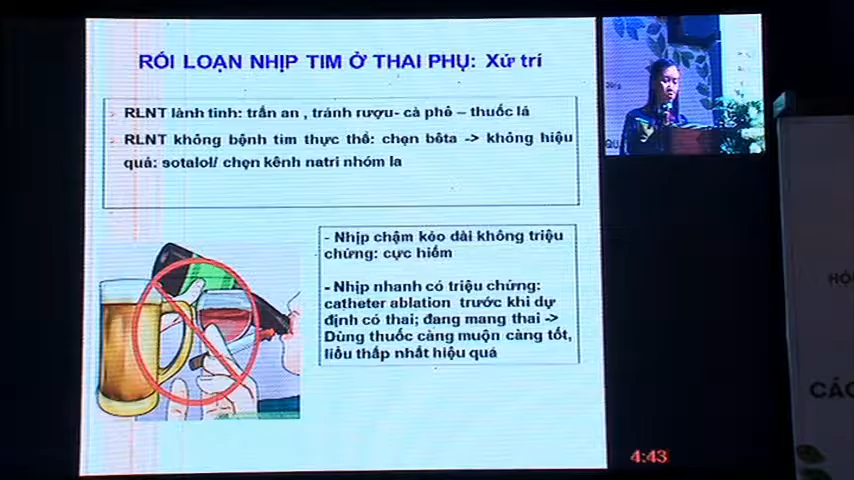 RỐI LOẠN NHỊP TIM Ở THAI PHỤ: Xử trí
RLNT lành tính: trấn an , tránh rượu- cà phê – thuốc lá
RLNT không bệnh tim thực thể: chẹn bêta -> không hiệu
quả: sotalol/ chẹn kênh natri nhóm Ia
- Nhịp chậm kéo dài không triệu
chứng: cực hiếm
- Nhịp nhanh có triệu chứng:
catheter ablation trước khi dự
định có thai; đang mang thai ->
Dùng thuốc càng muộn càng tốt,
liều thấp nhất hiệu quả
4:43
HỘI
CÁC